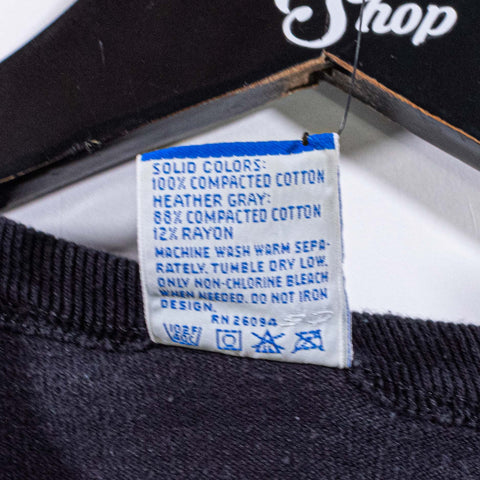 Shop
SOLID COLORS:
100% COMPACTED COTTON
HEATHER GRAY:
88% COMPACTED COTTON
12% RAYON
MACHINE WASH WARM SEPA-
RATELY. TUMBLE DRY LOW.
ONLY NON-CHLORINE BLEACH
WHEN NEEDED. DO NOT IRON
DESIGN.
RN 26094